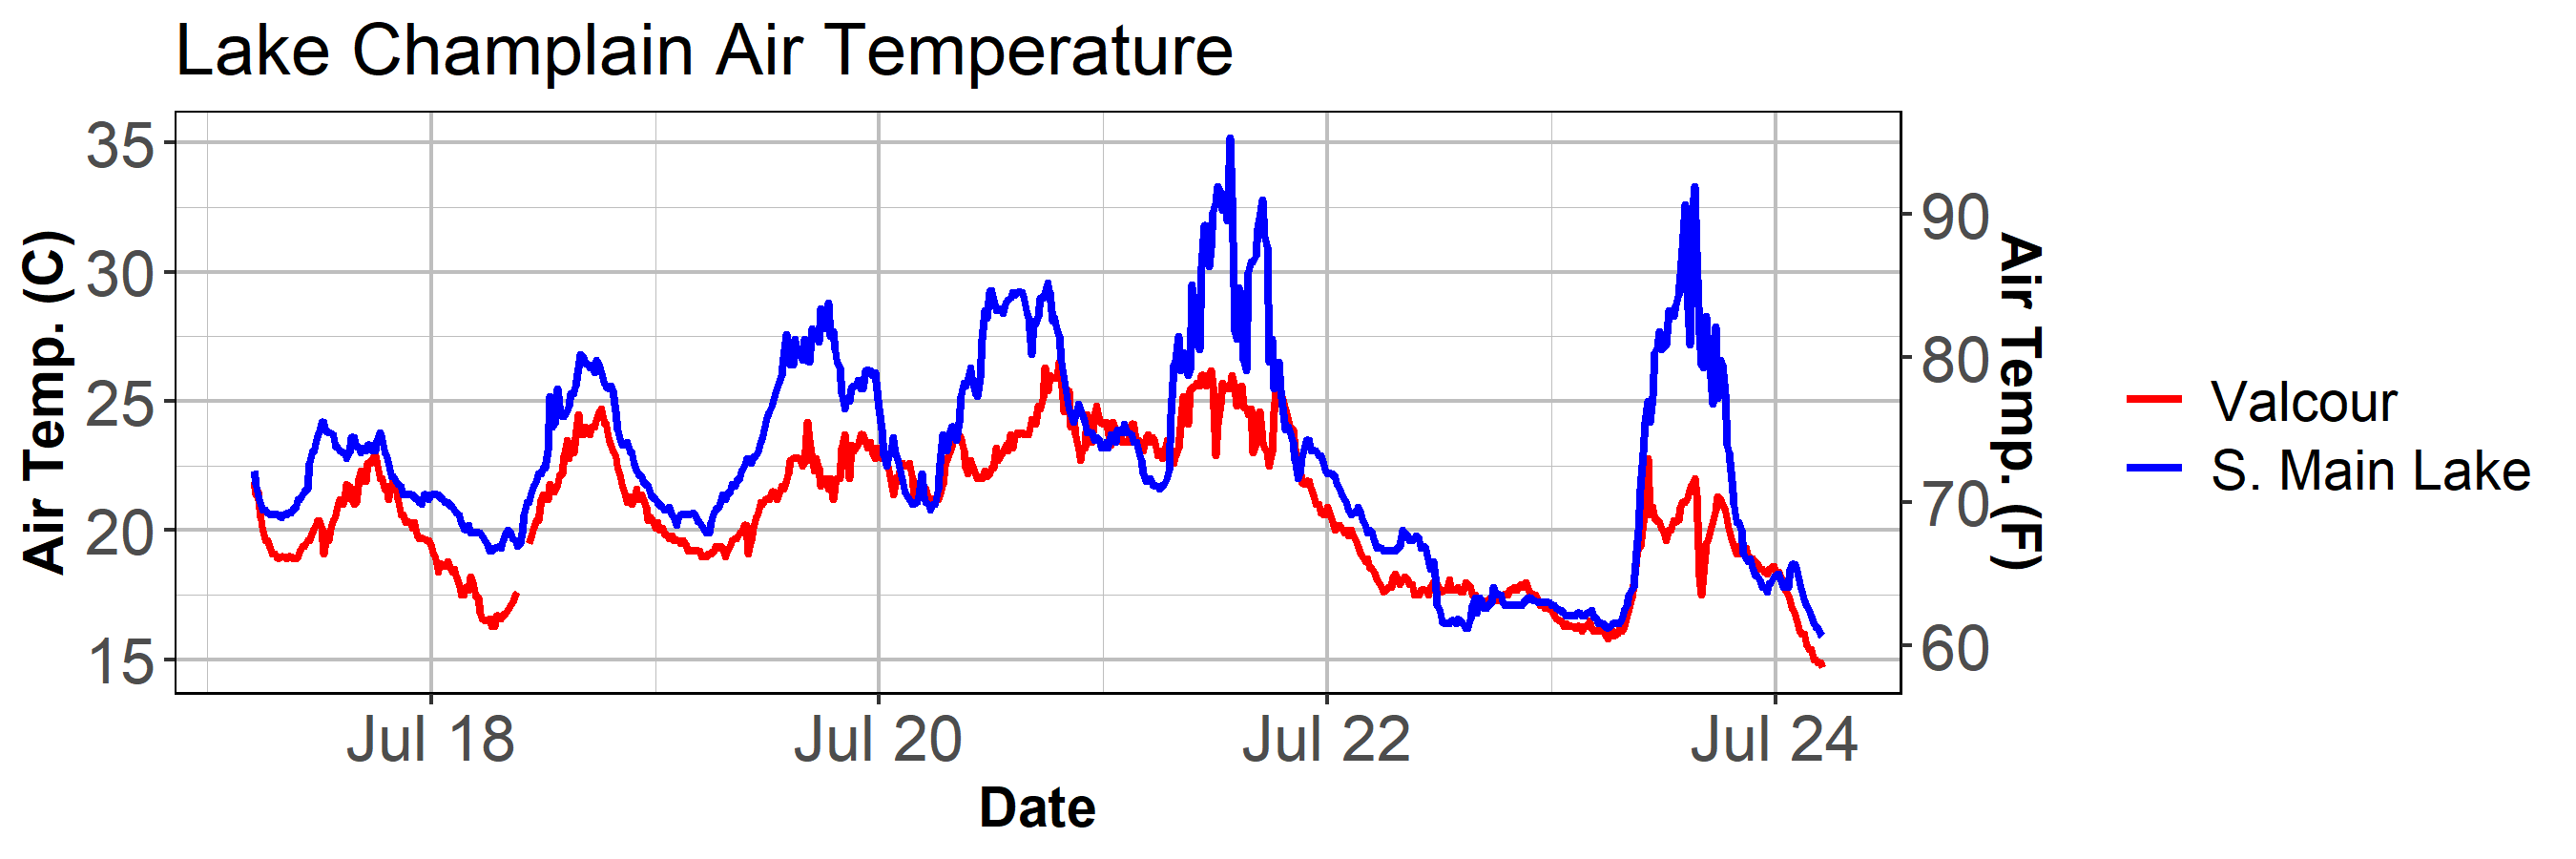 Lake Champlain Air Temperature
Air Temp. (C)
35
30
25
20
15
90
80
70
60
Air Temp. (F)
Jul 18
Jul 20
Jul 22
Jul 24
Date
Valcour
S. Main Lake